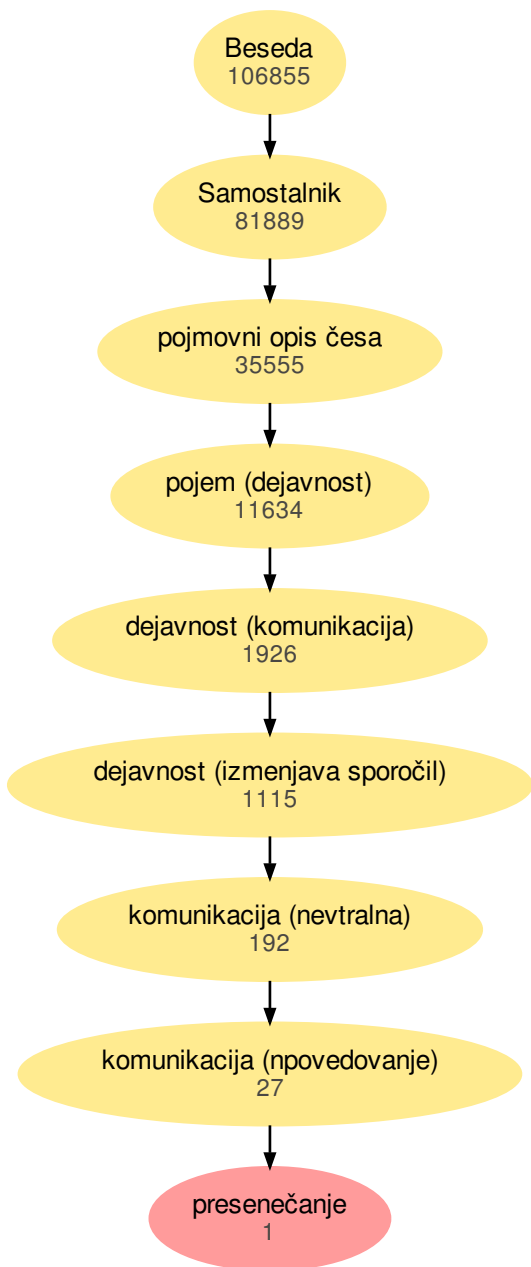 Beseda
106855
Samostalnik
81889
pojmovni opis česa
35555
pojem (dejavnost)
11634
dejavnost (komunikacija)
1926
dejavnost (izmenjava sporočil)
1115
komunikacija (nevtralna)
192
komunikacija (npovedovanje)
27
presenečanje
1